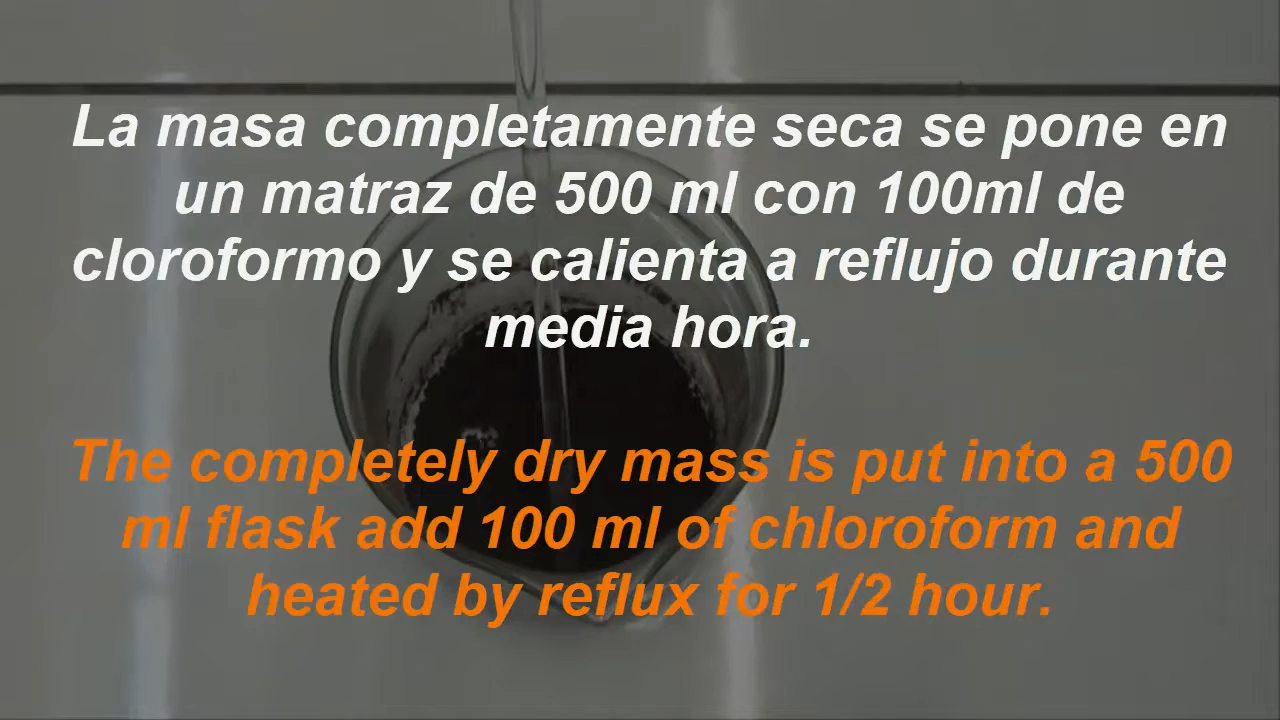 La masa completamente seca se pone en
un matraz de 500 ml con 100ml de
cloroformo y se calienta a reflujo durante
media hora.
The completely dry mass is put into a 500
ml flask add 100 ml of chloroform and
heated by reflux for 1/2 hour.